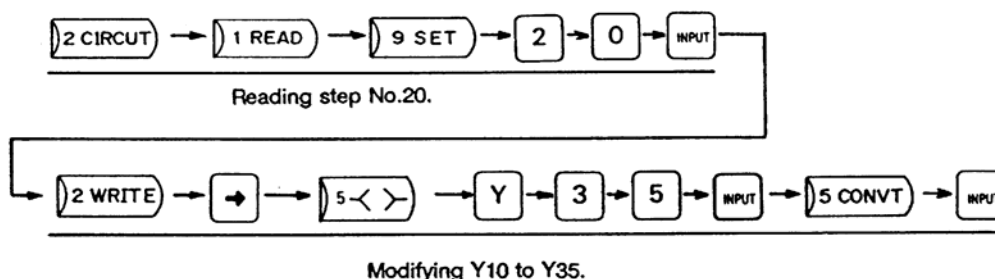 2 CIRCUT 1 READ 9 SET 2 0 INPUT
Reading step No.20.
2 WRITE 5 Y 3 5 INPUT 5 CONVT INPUT
Modifying Y10 to Y35.